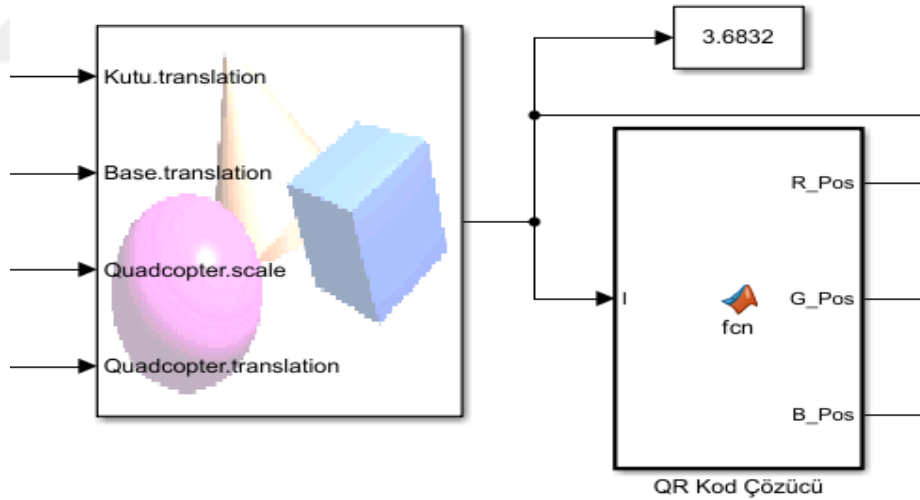 3.6832
Kutu.translation
Base.translation
Quadcopter.scale
Quadcopter.translation
R_Pos
I
G_Pos
fcn
B_Pos
QR Kod Çözücü